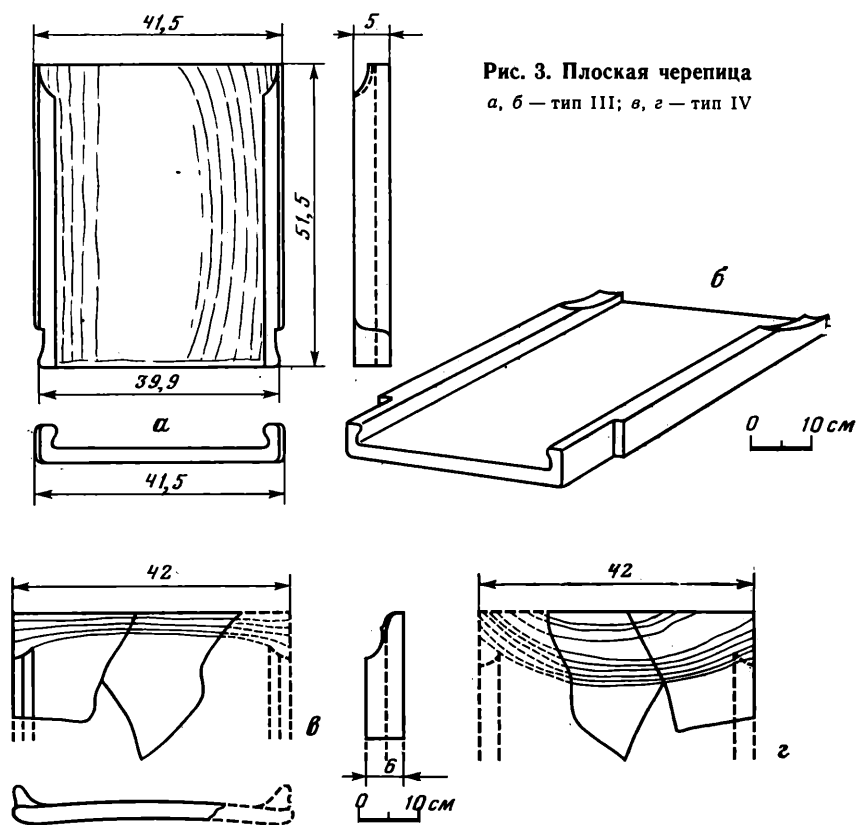 41,5
5
Рис. 3. Плоская черепица
а, б — тип III; в, г — тип IV
51,5
б
39,9
а
0 10 см
41,5
42
42
в
г
6
0 10 см